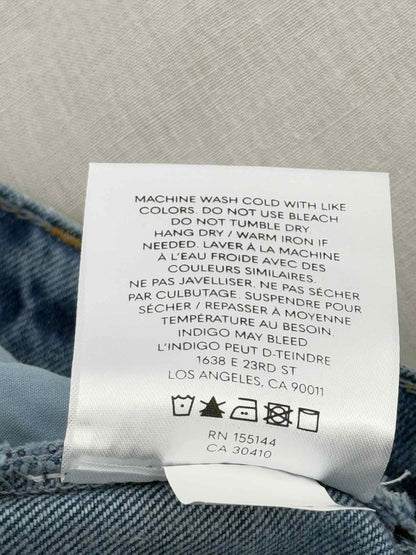 MACHINE WASH COLD WITH LIKE
COLORS. DO NOT USE BLEACH
DO NOT TUMBLE DRY.
HANG DRY / WARM IRON IF
NEEDED. LAVER À LA MACHINE
À L'EAU FROIDE AVEC DES
COULEURS SIMILAIRES.
NE PAS JAVELLISER. NE PAS SÉCHER
PAR CULBUTAGE. SUSPENDRE POUR
SÉCHER / REPASSER À MOYENNE
TEMPÉRATURE AU BESOIN.
INDIGO MAY BLEED
L'INDIGO PEUT D-TEINDRE
1638 E 23RD ST
LOS ANGELES, CA 90011
RN 155144
CA 30410